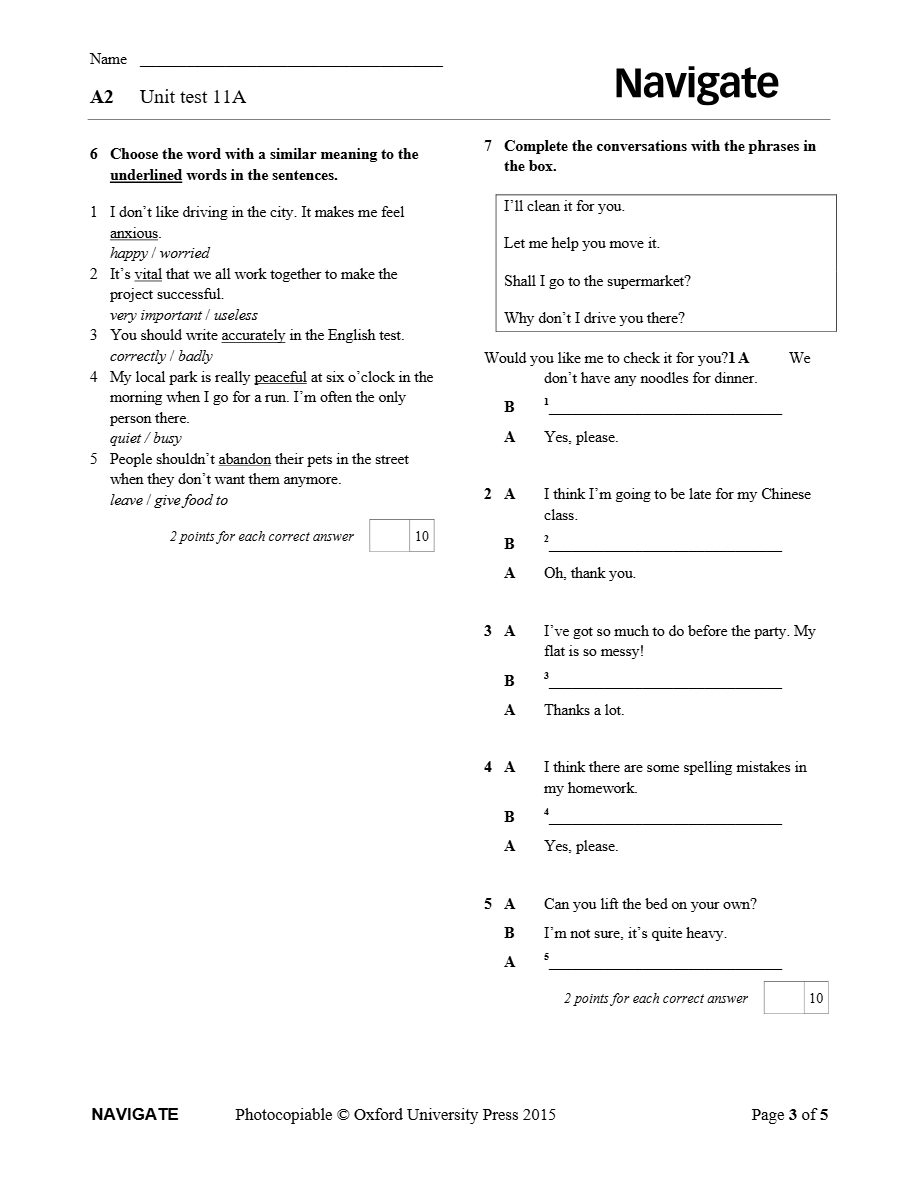 Name ____________________________________
Navigate
A2 Unit test 11A
6 Choose the word with a similar meaning to the
underlined words in the sentences.
1 I don’t like driving in the city. It makes me feel
anxious.
happy / worried
2 It’s vital that we all work together to make the
project successful.
very important / useless
3 You should write accurately in the English test.
correctly / badly
4 My local park is really peaceful at six o’clock in the
morning when I go for a run. I’m often the only
person there.
quiet / busy
5 People shouldn’t abandon their pets in the street
when they don’t want them anymore.
leave / give food to
2 points for each correct answer 10
7 Complete the conversations with the phrases in
the box.
I’ll clean it for you.
Let me help you move it.
Shall I go to the supermarket?
Why don’t I drive you there?
Would you like me to check it for you?1 A We
don’t have any noodles for dinner.
B 1______________________________
A Yes, please.
2 A I think I’m going to be late for my Chinese
class.
B 2______________________________
A Oh, thank you.
3 A I’ve got so much to do before the party. My
flat is so messy!
B 3______________________________
A Thanks a lot.
4 A I think there are some spelling mistakes in
my homework.
B 4______________________________
A Yes, please.
5 A Can you lift the bed on your own?
B I’m not sure, it’s quite heavy.
A 5______________________________
2 points for each correct answer 10
NAVIGATE Photocopiable © Oxford University Press 2015 Page 3 of 5